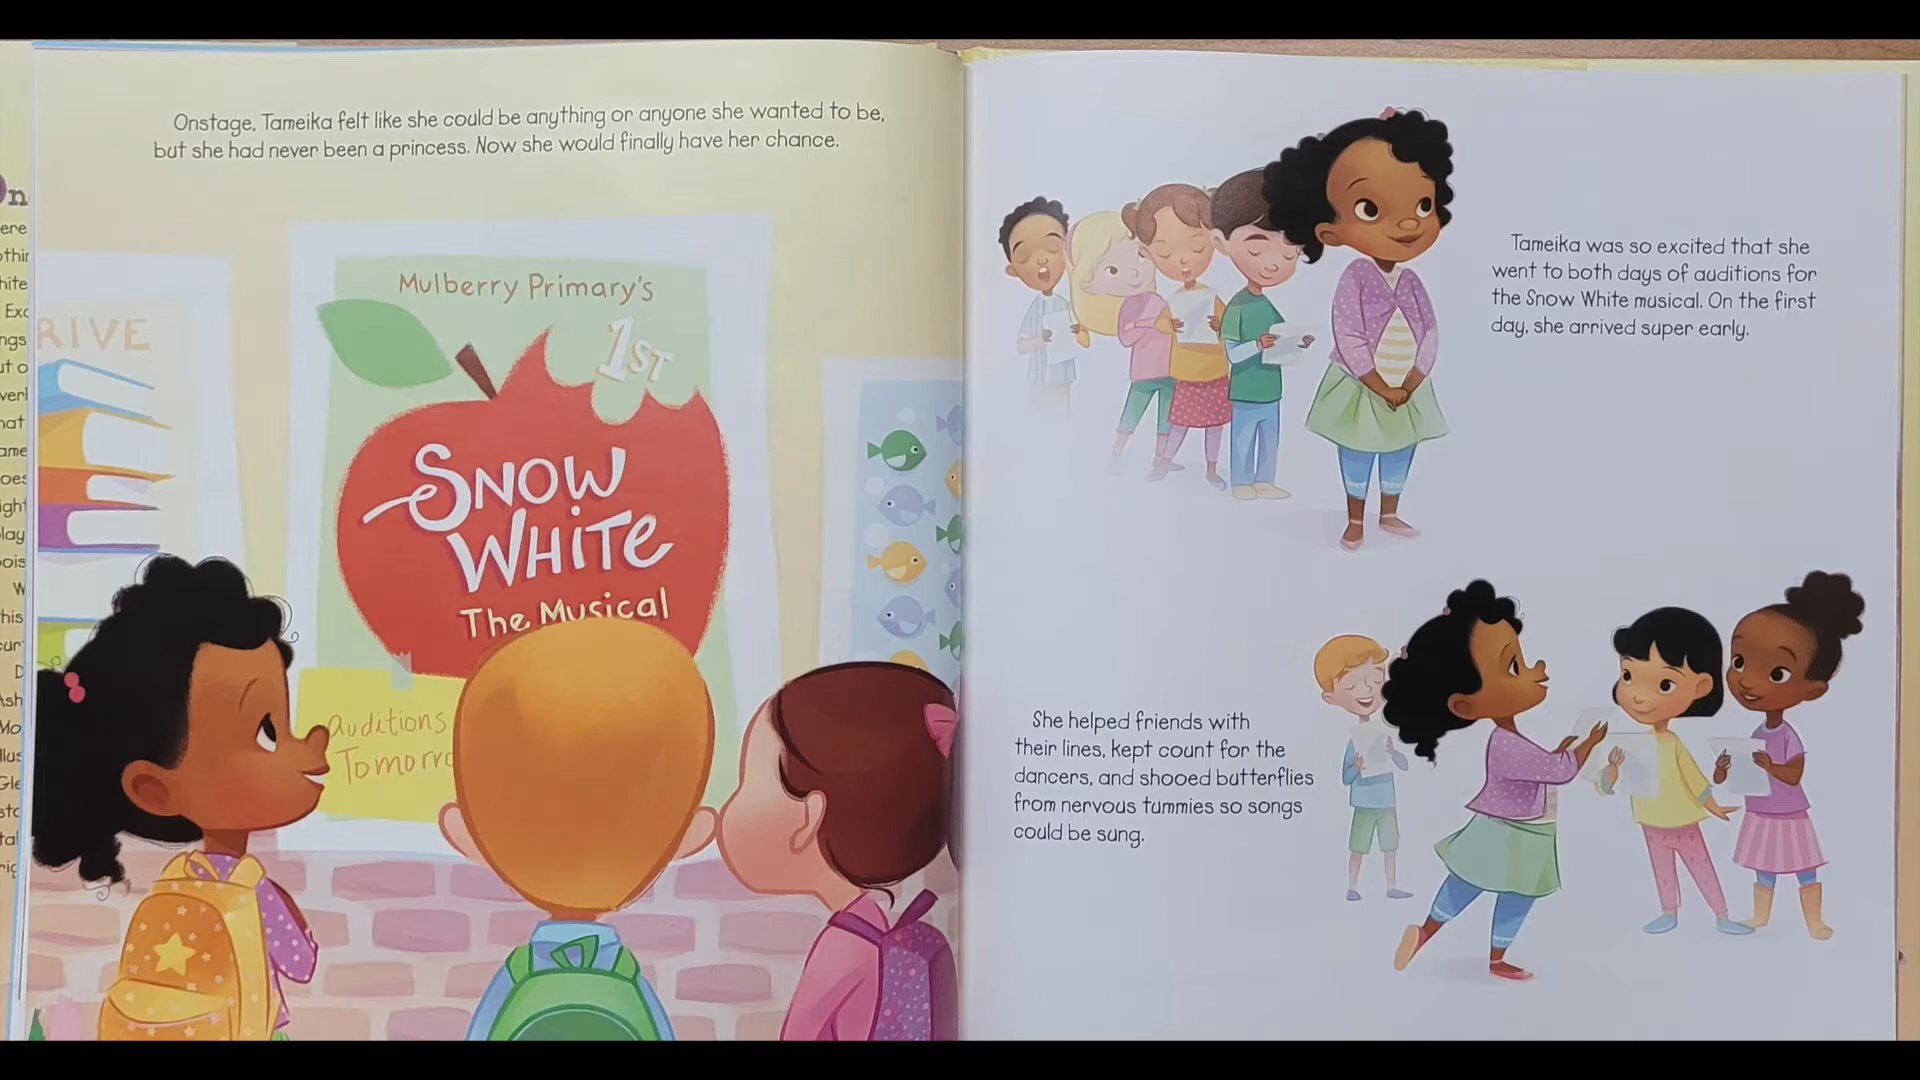 Onstage, Tameika felt like she could be anything or anyone she wanted to be,
but she had never been a princess. Now she would finally have her chance.
RIVE
Mulberry Primary's
1ST
SNOW
WHITE
The Musical
Auditions
Tomorro
Tameika was so excited that she
went to both days of auditions for
the Snow White musical. On the first
day, she arrived super early.
She helped friends with
their lines, kept count for the
dancers, and shooed butterflies
from nervous tummies so songs
could be sung.